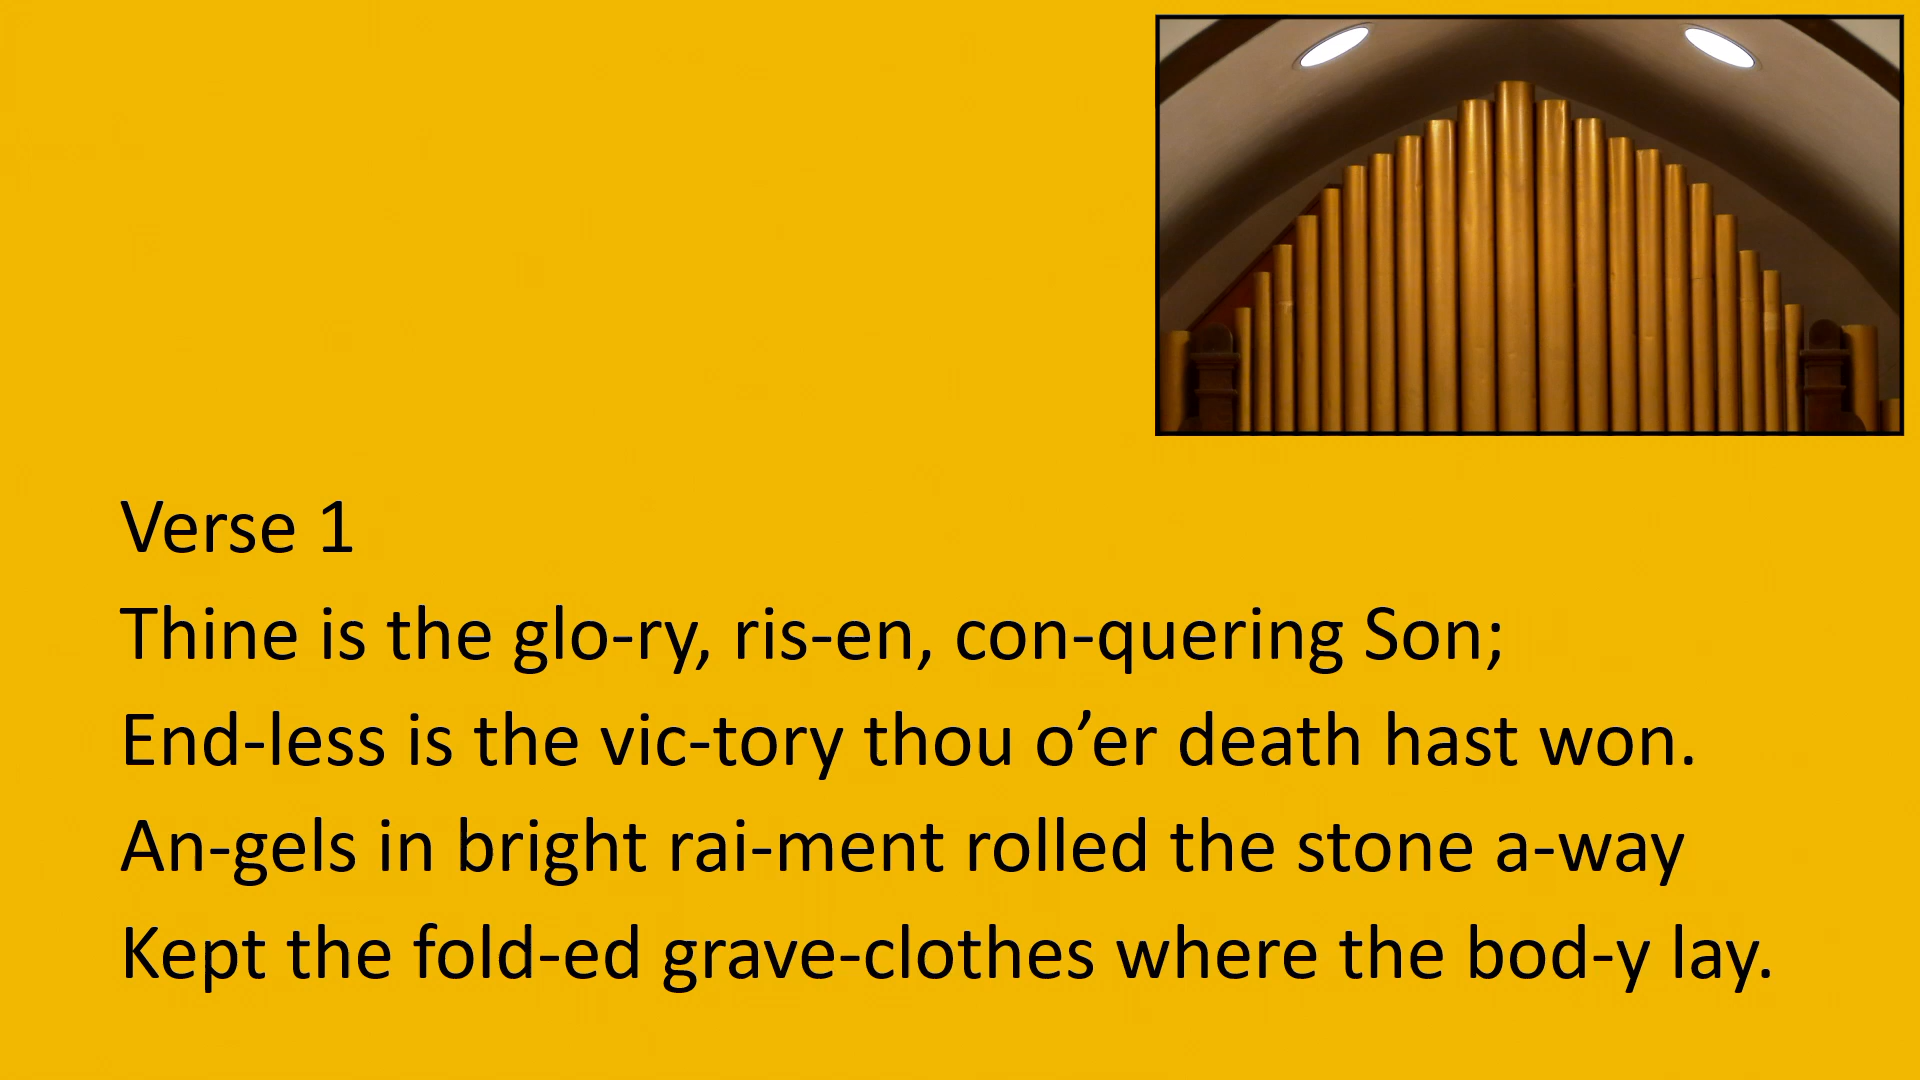 Verse 1
Thine is the glo-ry, ris-en, con-quering Son;
End-less is the vic-tory thou o’er death hast won.
An-gels in bright rai-ment rolled the stone a-way
Kept the fold-ed grave-clothes where the bod-y lay.